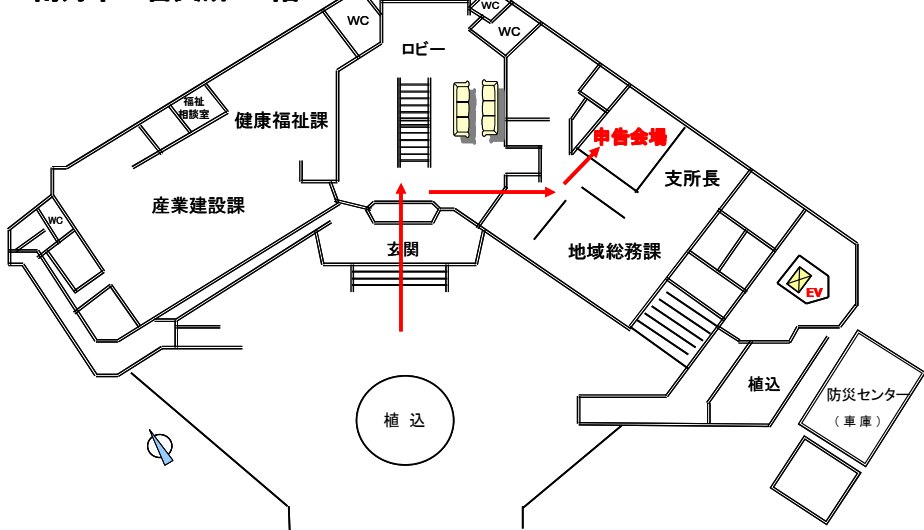 WC
WC
WC
ロビー
福祉
相談室
健康福祉課
申告会場
支所長
産業建設課
WC
玄関
地域総務課
EV
植込
防災センター
（車庫）
植 込